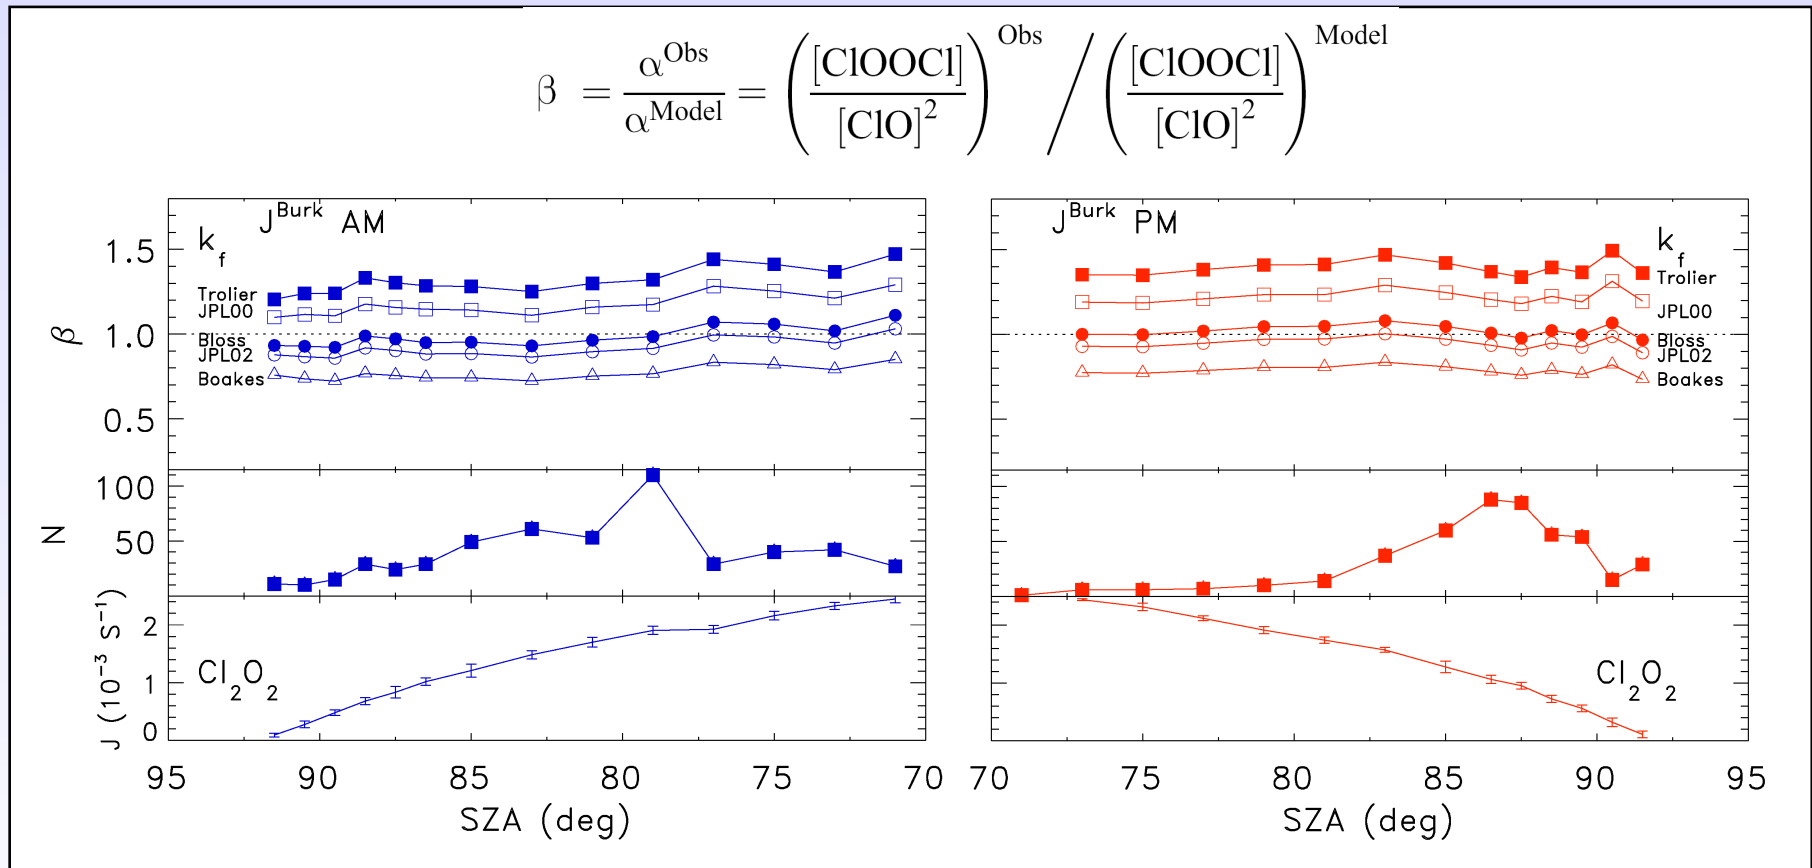 β = α^Obs / α^Model = ([ClOOCl] / [ClO]^2)^Obs / ([ClOOCl] / [ClO]^2)^Model
J^Burk AM
k_f
Trolier
JPL00
Bloss
JPL02
Boakes
β
1.5
1.0
0.5
N
100
50
J (10^-3 S^-1)
2
1
0
Cl_2O_2
95 90 85 80 75 70
SZA (deg)
J^Burk PM
k_f
Trolier
JPL00
Bloss
JPL02
Boakes
Cl_2O_2
70 75 80 85 90 95
SZA (deg)